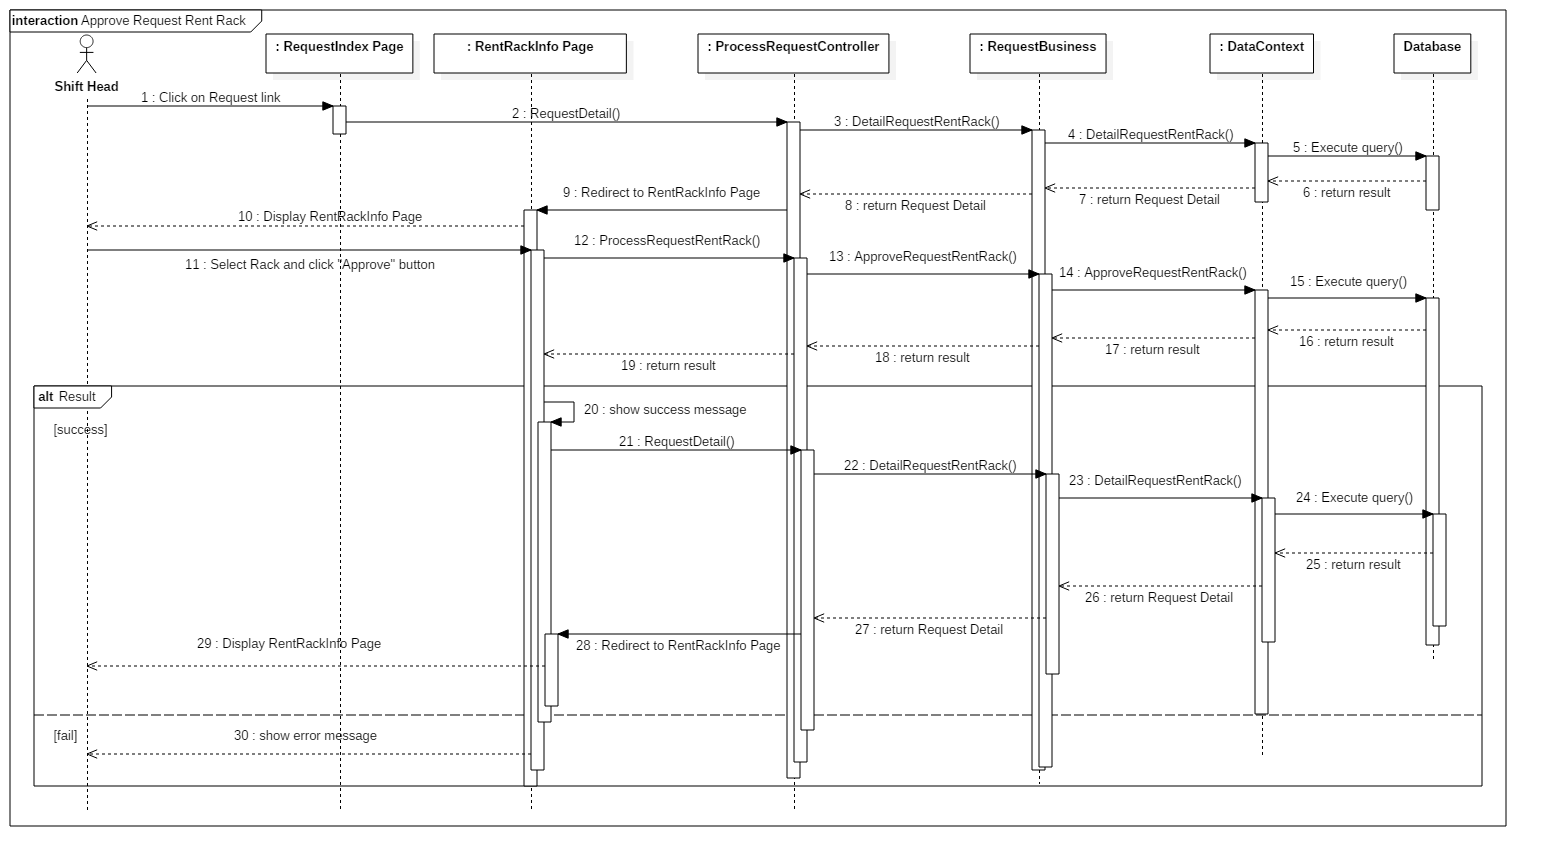 interaction Approve Request Rent Rack
Shift Head
: RequestIndex Page
: RentRackInfo Page
: ProcessRequestController
: RequestBusiness
: DataContext
Database
1 : Click on Request link
2 : RequestDetail()
3 : DetailRequestRentRack()
4 : DetailRequestRentRack()
5 : Execute query()
6 : return result
7 : return Request Detail
8 : return Request Detail
9 : Redirect to RentRackInfo Page
10 : Display RentRackInfo Page
11 : Select Rack and click "Approve" button
12 : ProcessRequestRentRack()
13 : ApproveRequestRentRack()
14 : ApproveRequestRentRack()
15 : Execute query()
16 : return result
17 : return result
18 : return result
19 : return result
alt Result
[success]
20 : show success message
21 : RequestDetail()
22 : DetailRequestRentRack()
23 : DetailRequestRentRack()
24 : Execute query()
25 : return result
26 : return Request Detail
27 : return Request Detail
28 : Redirect to RentRackInfo Page
29 : Display RentRackInfo Page
[fail]
30 : show error message